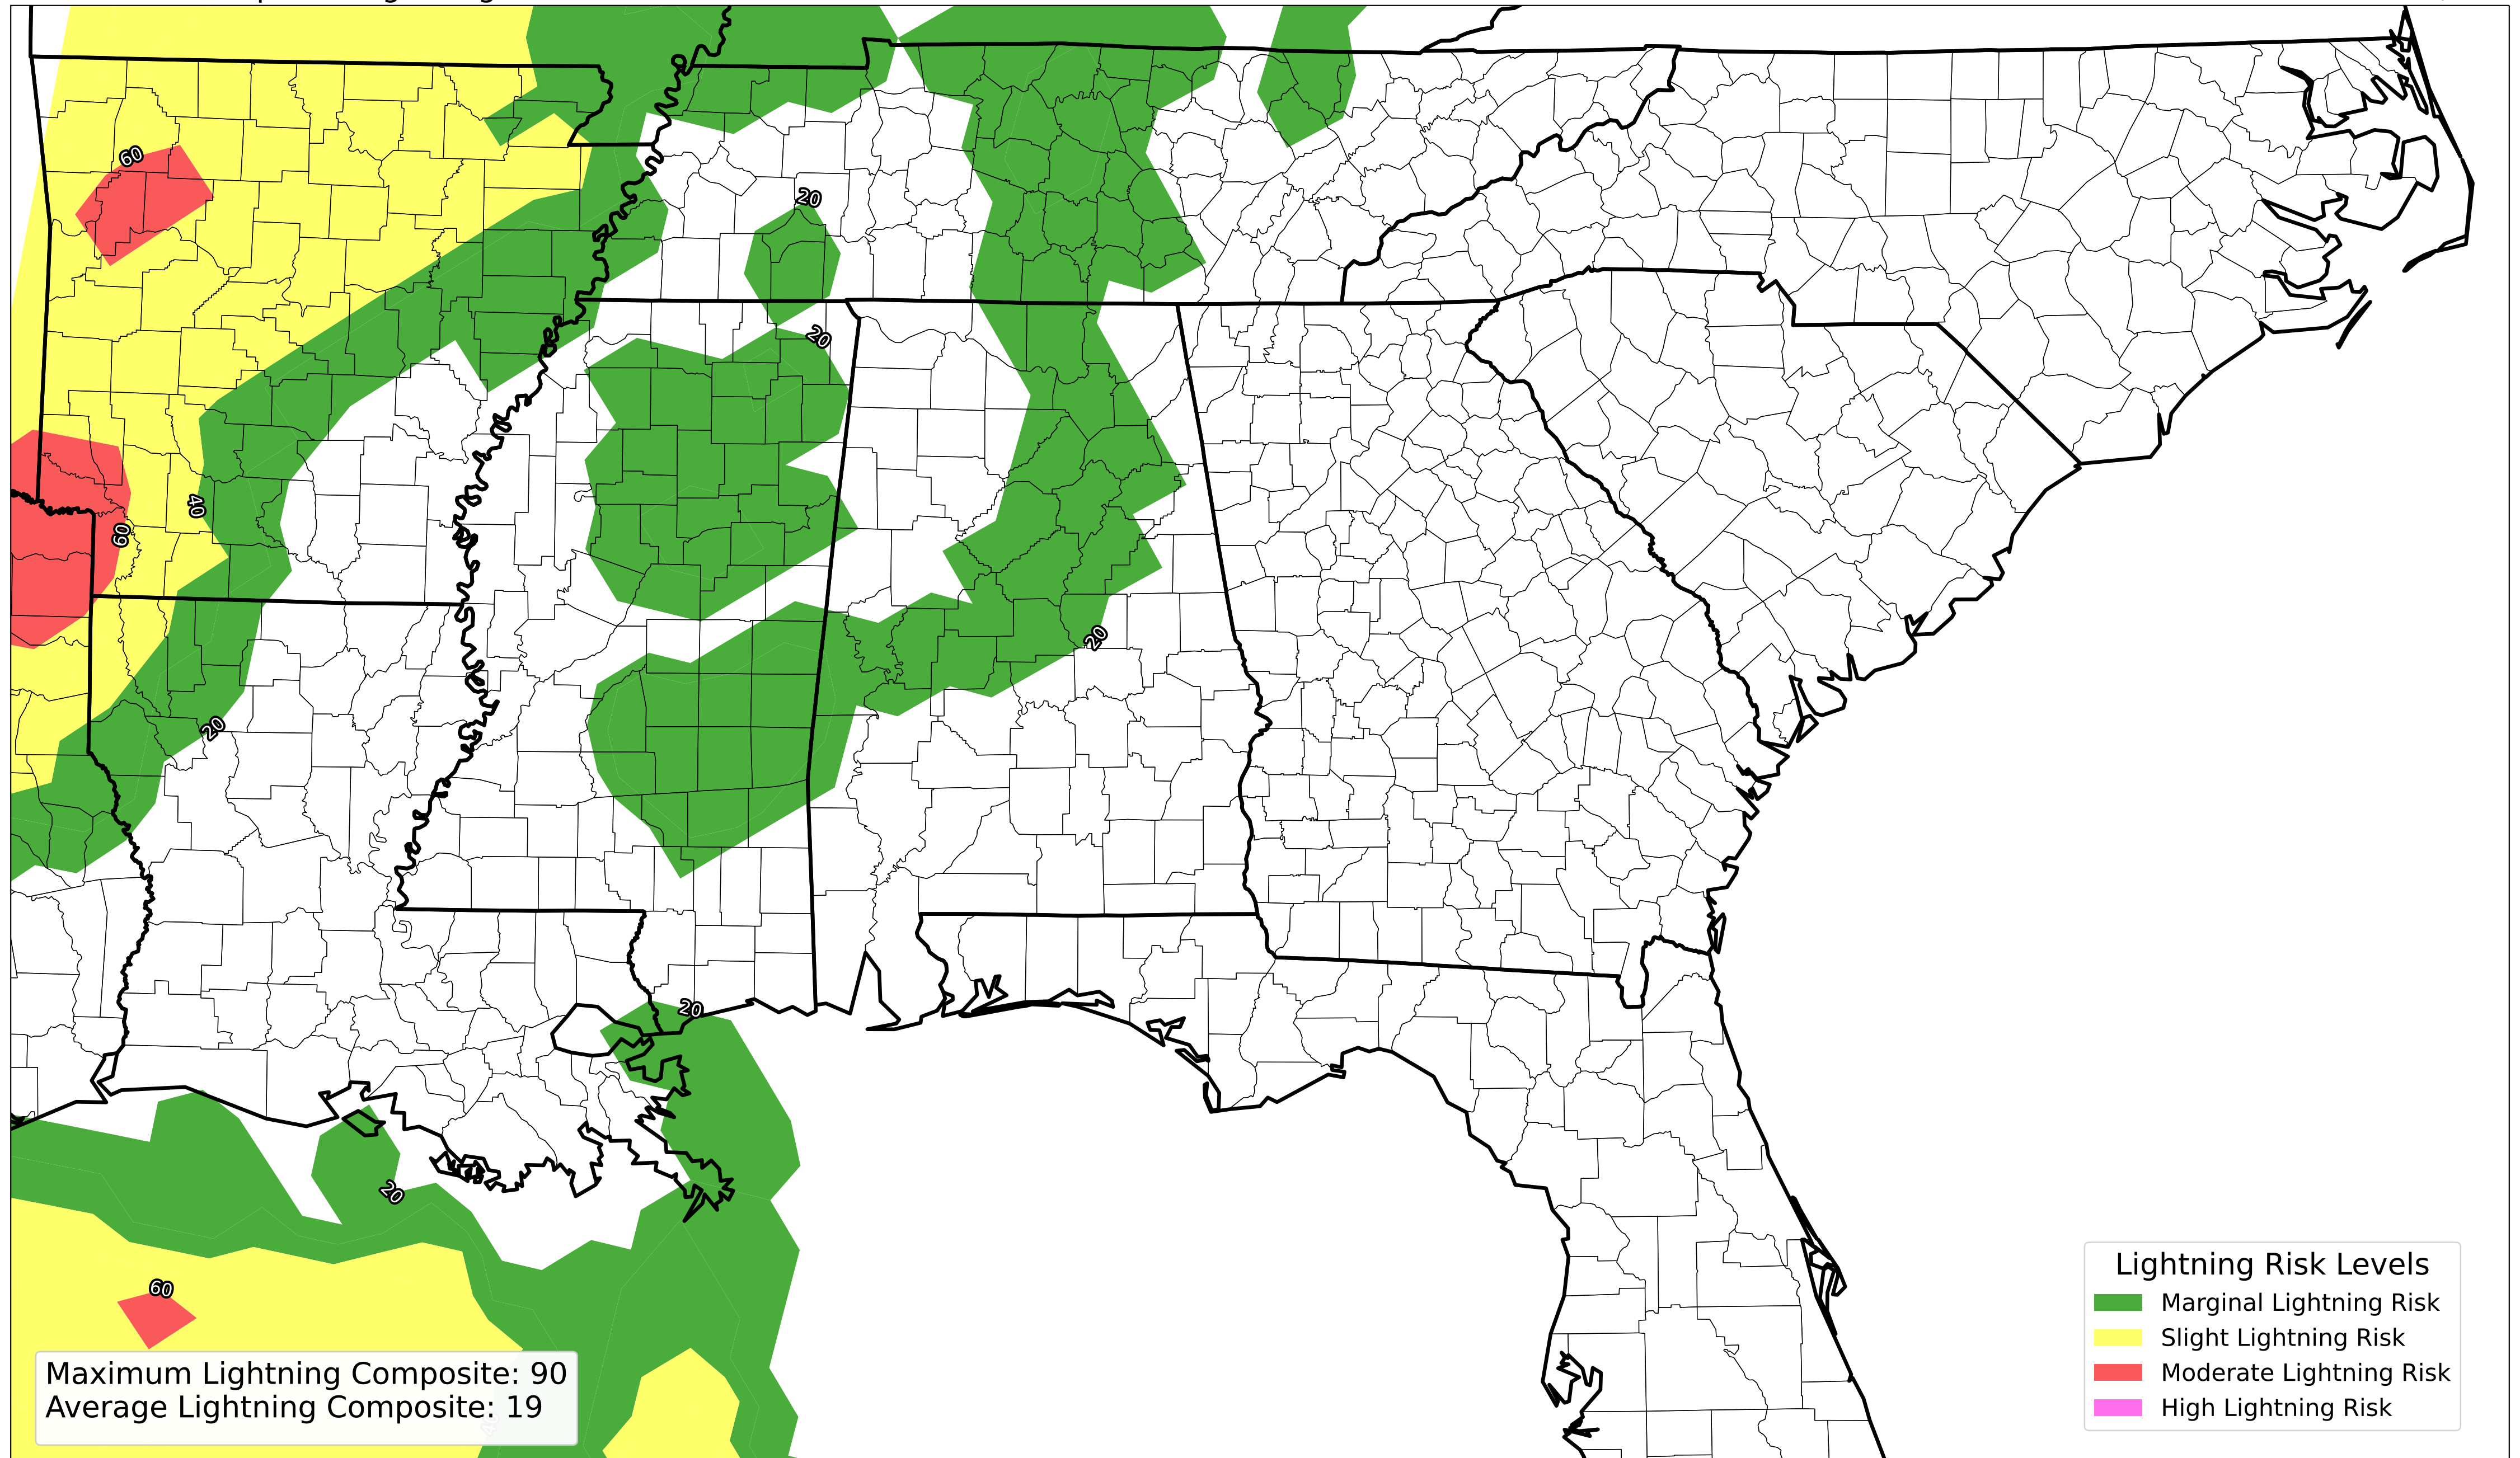 60
20
20
40
60
20
20
20
20
60
Maximum Lightning Composite: 90
Average Lightning Composite: 19
Lightning Risk Levels
Marginal Lightning Risk
Slight Lightning Risk
Moderate Lightning Risk
High Lightning Risk